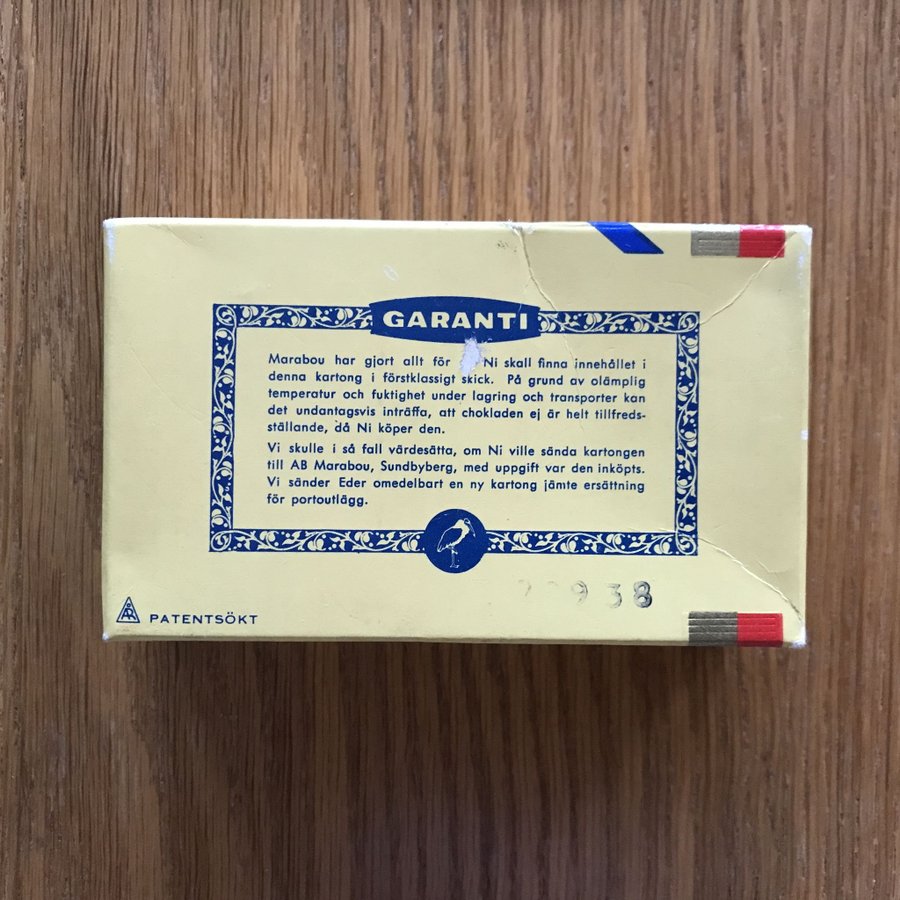 GARANTI
Marabou har gjort allt för Ni skall finna innehållet i
denna kartong i förstklassigt skick. På grund av olämplig
temperatur och fuktighet under lagring och transporter kan
det undantagsvis inträffa, att chokladen ej är helt tillfreds-
ställande, då Ni köper den.
Vi skulle i så fall värdesätta, om Ni ville sända kartongen
till AB Marabou, Sundbyberg, med uppgift var den inköpts.
Vi sänder Eder omedelbart en ny kartong jämte ersättning
för portoutlägg.
938
PATENTSÖKT